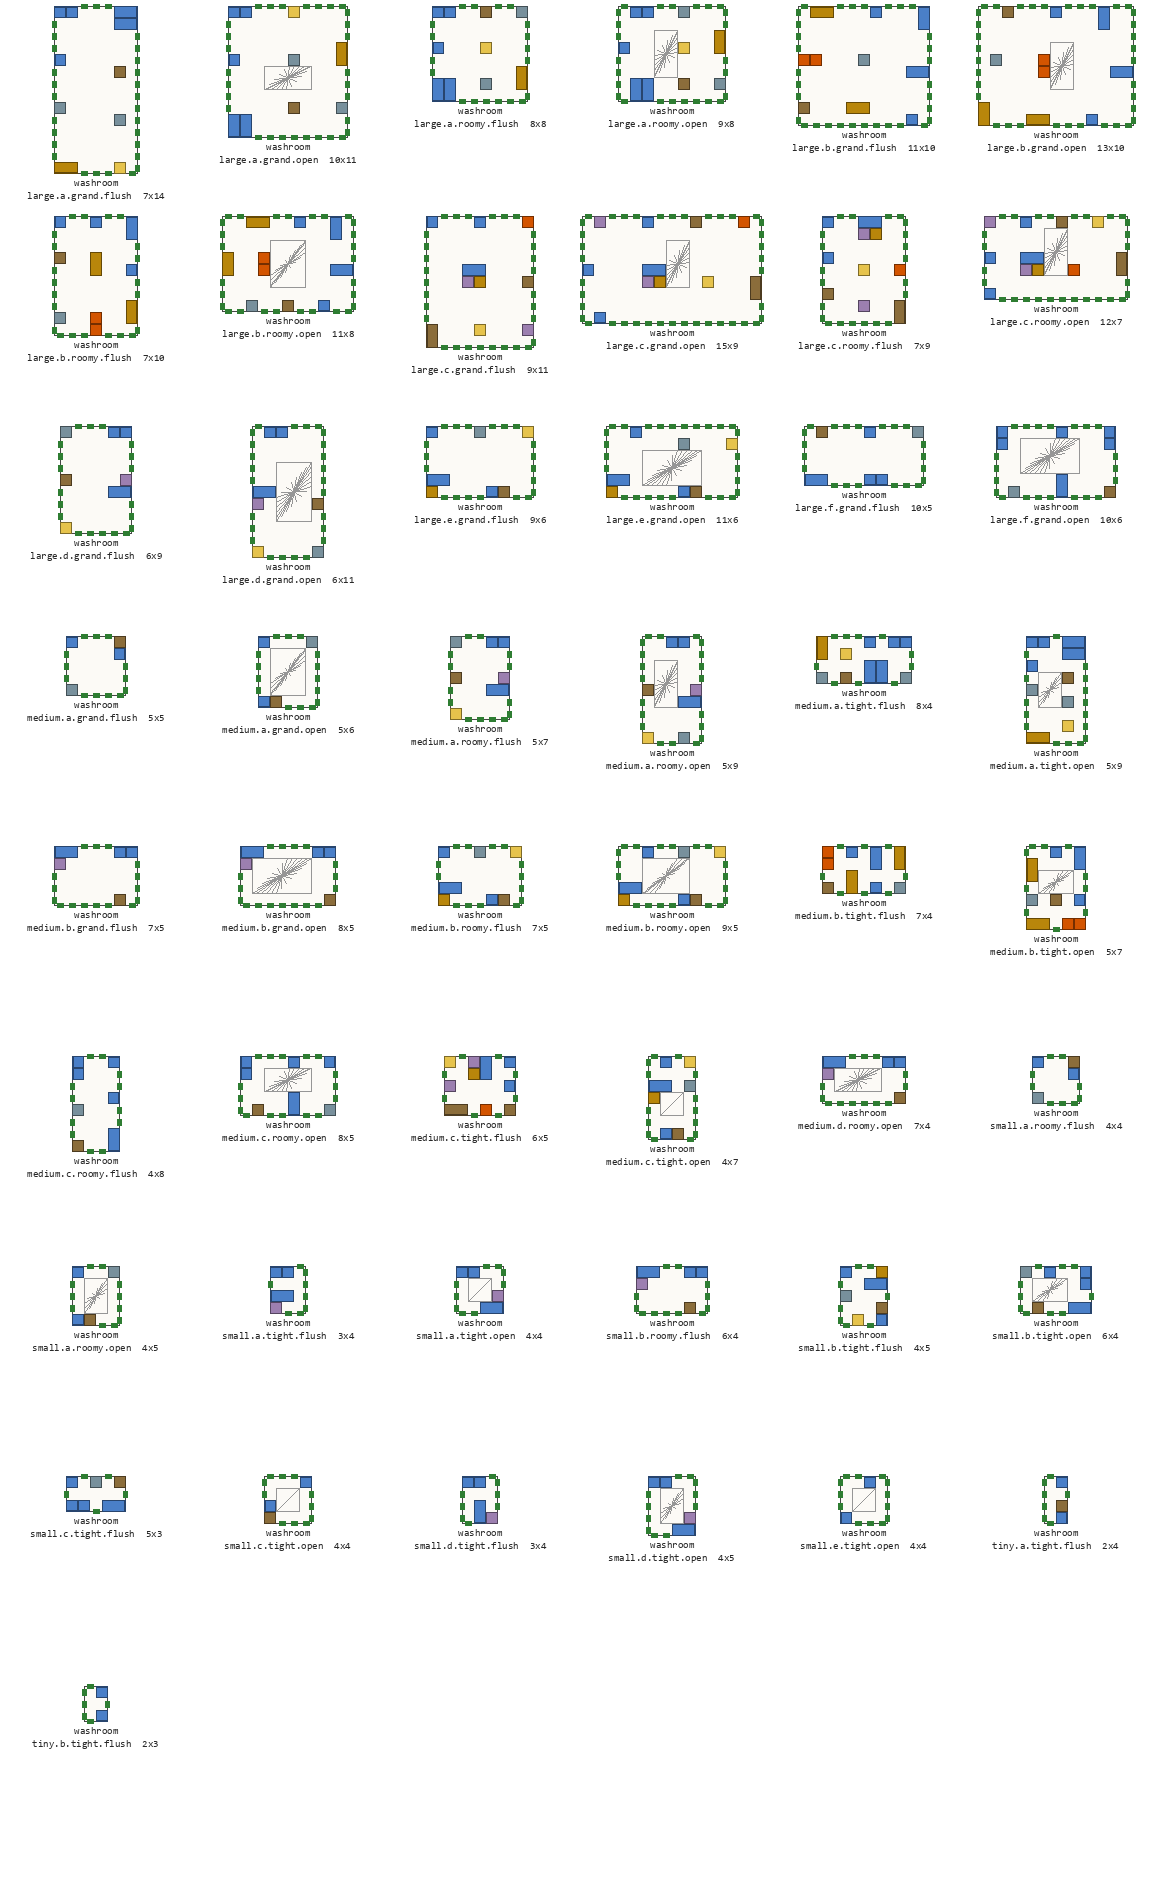 washroom
large.a.grand.flush  7x14
washroom
large.a.grand.open  10x11
washroom
large.a.roomy.flush  8x8
washroom
large.a.roomy.open  9x8
washroom
large.b.grand.flush  11x10
washroom
large.b.grand.open  13x10
washroom
large.b.roomy.flush  7x10
washroom
large.b.roomy.open  11x8
washroom
large.c.grand.flush  9x11
washroom
large.c.grand.open  15x9
washroom
large.c.roomy.flush  7x9
washroom
large.c.roomy.open  12x7
washroom
large.d.grand.flush  6x9
washroom
large.d.grand.open  6x11
washroom
large.e.grand.flush  9x6
washroom
large.e.grand.open  11x6
washroom
large.f.grand.flush  10x5
washroom
large.f.grand.open  10x6
washroom
medium.a.grand.flush  5x5
washroom
medium.a.grand.open  5x6
washroom
medium.a.roomy.flush  5x7
washroom
medium.a.roomy.open  5x9
washroom
medium.a.tight.flush  8x4
washroom
medium.a.tight.open  5x9
washroom
medium.b.grand.flush  7x5
washroom
medium.b.grand.open  8x5
washroom
medium.b.roomy.flush  7x5
washroom
medium.b.roomy.open  9x5
washroom
medium.b.tight.flush  7x4
washroom
medium.b.tight.open  5x7
washroom
medium.c.roomy.flush  4x8
washroom
medium.c.roomy.open  8x5
washroom
medium.c.tight.flush  6x5
washroom
medium.c.tight.open  4x7
washroom
medium.d.roomy.open  7x4
washroom
small.a.roomy.flush  4x4
washroom
small.a.roomy.open  4x5
washroom
small.a.tight.flush  3x4
washroom
small.a.tight.open  4x4
washroom
small.b.roomy.flush  6x4
washroom
small.b.tight.flush  4x5
washroom
small.b.tight.open  6x4
washroom
small.c.tight.flush  5x3
washroom
small.c.tight.open  4x4
washroom
small.d.tight.flush  3x4
washroom
small.d.tight.open  4x5
washroom
small.e.tight.open  4x4
washroom
tiny.a.tight.flush  2x4
washroom
tiny.b.tight.flush  2x3